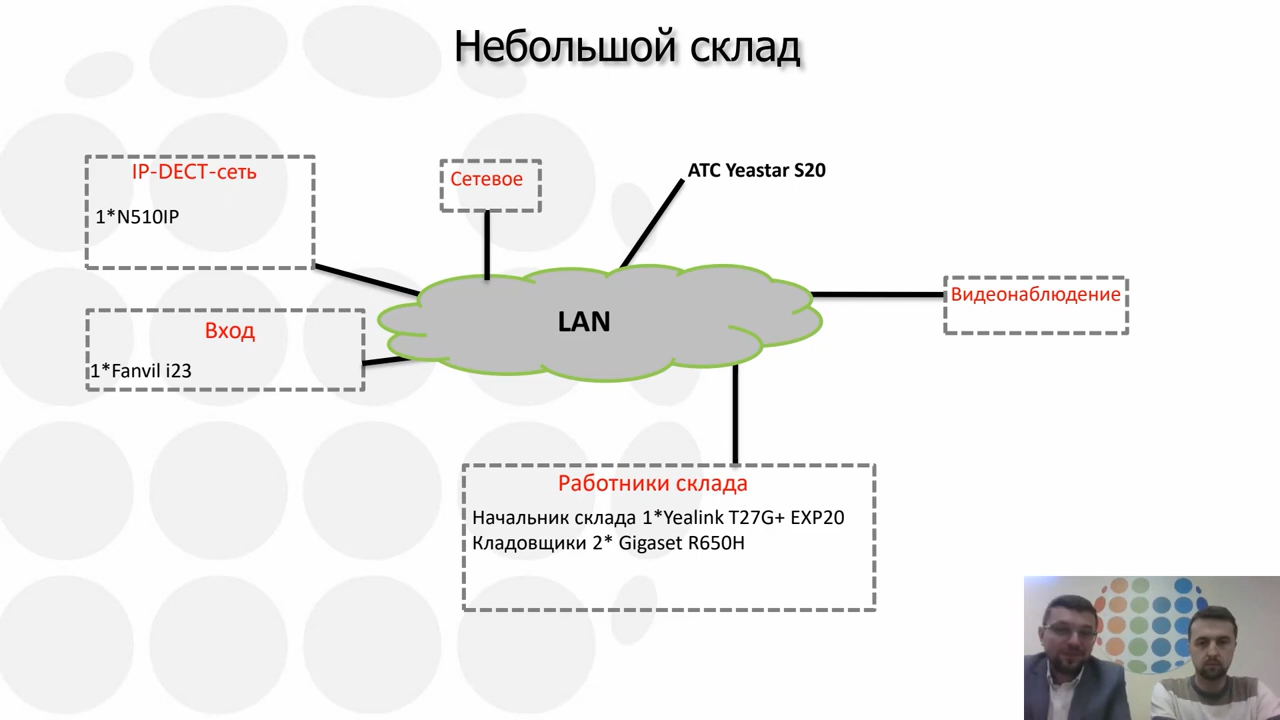 Небольшой склад
IP-DECT-сеть
1*N510IP
Сетевое
АТС Yeastar S20
Вход
1*Fanvil i23
LAN
Видеонаблюдение
Работники склада
Начальник склада 1*Yealink T27G+ EXP20
Кладовщики 2* Gigaset R650H